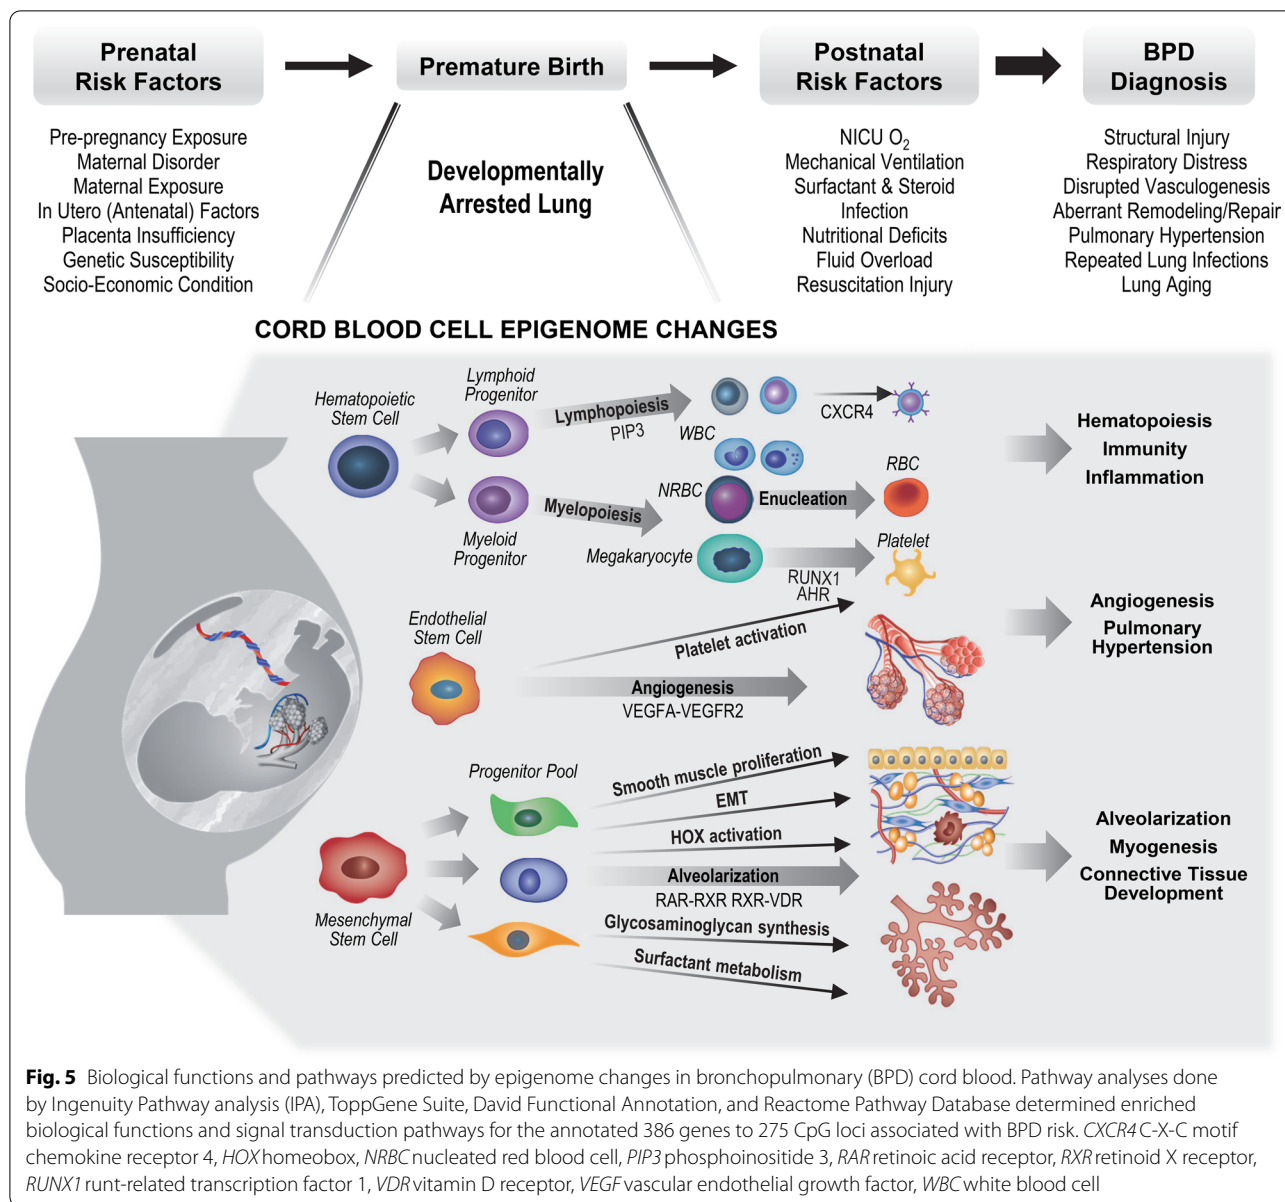 Prenatal
Risk Factors
Premature Birth
Postnatal
Risk Factors
BPD
Diagnosis
Pre-pregnancy Exposure
Maternal Disorder
Maternal Exposure
In Utero (Antenatal) Factors
Placenta Insufficiency
Genetic Susceptibility
Socio-Economic Condition
Developmentally
Arrested Lung
NICU O₂
Mechanical Ventilation
Surfactant & Steroid
Infection
Nutritional Deficits
Fluid Overload
Resuscitation Injury
Structural Injury
Respiratory Distress
Disrupted Vasculogenesis
Aberrant Remodeling/Repair
Pulmonary Hypertension
Repeated Lung Infections
Lung Aging
CORD BLOOD CELL EPIGENOME CHANGES
Hematopoietic
Stem Cell
Lymphoid
Progenitor
Lymphopoiesis
PIP3
WBC
CXCR4
Myeloid
Progenitor
Myelopoiesis
NRBC
Enucleation
RBC
Megakaryocyte
RUNX1
AHR
Platelet
Hematopoiesis
Immunity
Inflammation
Endothelial
Stem Cell
Platelet activation
Angiogenesis
VEGFA-VEGFR2
Angiogenesis
Pulmonary
Hypertension
Progenitor Pool
Mesenchymal
Stem Cell
Smooth muscle proliferation
EMT
HOX activation
Alveolarization
RAR-RXR RXR-VDR
Glycosaminoglycan synthesis
Surfactant metabolism
Alveolarization
Myogenesis
Connective Tissue
Development
Fig. 5 Biological functions and pathways predicted by epigenome changes in bronchopulmonary (BPD) cord blood. Pathway analyses done
by Ingenuity Pathway analysis (IPA), ToppGene Suite, David Functional Annotation, and Reactome Pathway Database determined enriched
biological functions and signal transduction pathways for the annotated 386 genes to 275 CpG loci associated with BPD risk. CXCR4 C-X-C motif
chemokine receptor 4, HOX homeobox, NRBC nucleated red blood cell, PIP3 phosphoinositide 3, RAR retinoic acid receptor, RXR retinoid X receptor,
RUNX1 runt-related transcription factor 1, VDR vitamin D receptor, VEGF vascular endothelial growth factor, WBC white blood cell